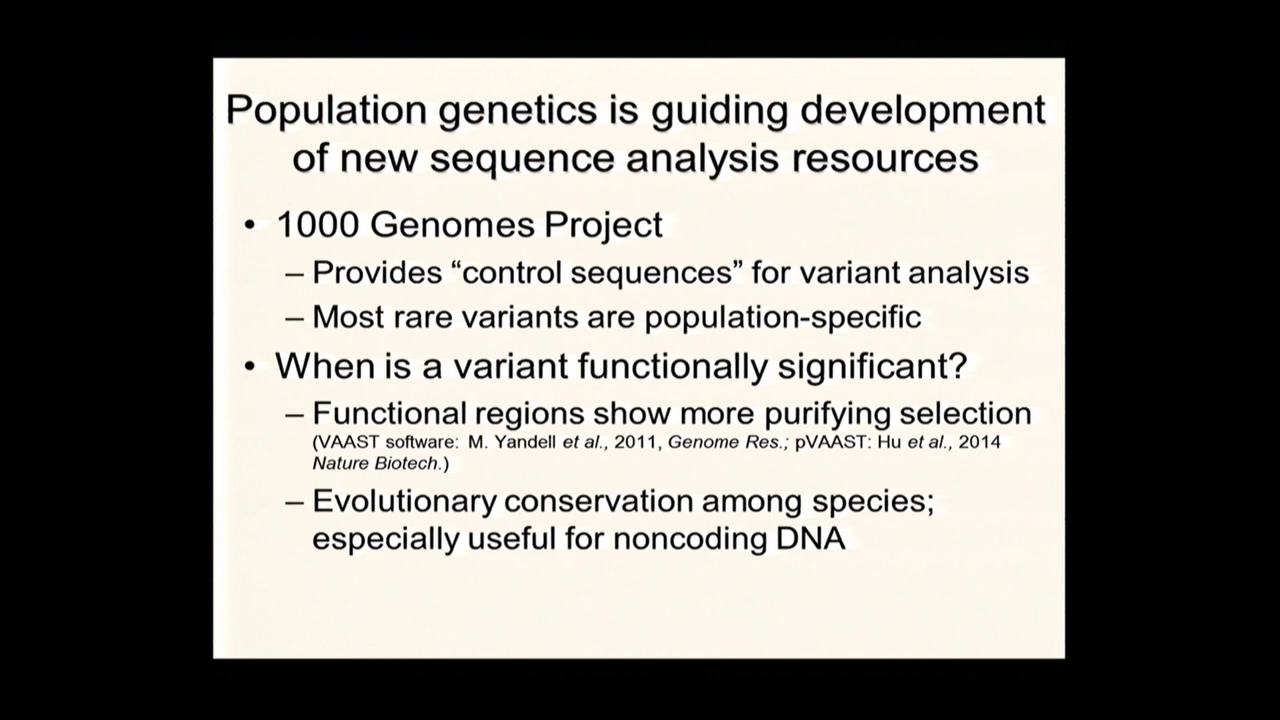 Population genetics is guiding development
of new sequence analysis resources
• 1000 Genomes Project
– Provides “control sequences” for variant analysis
– Most rare variants are population-specific
• When is a variant functionally significant?
– Functional regions show more purifying selection
(VAAST software: M. Yandell et al., 2011, Genome Res.; pVAAST: Hu et al., 2014
Nature Biotech.)
– Evolutionary conservation among species;
especially useful for noncoding DNA